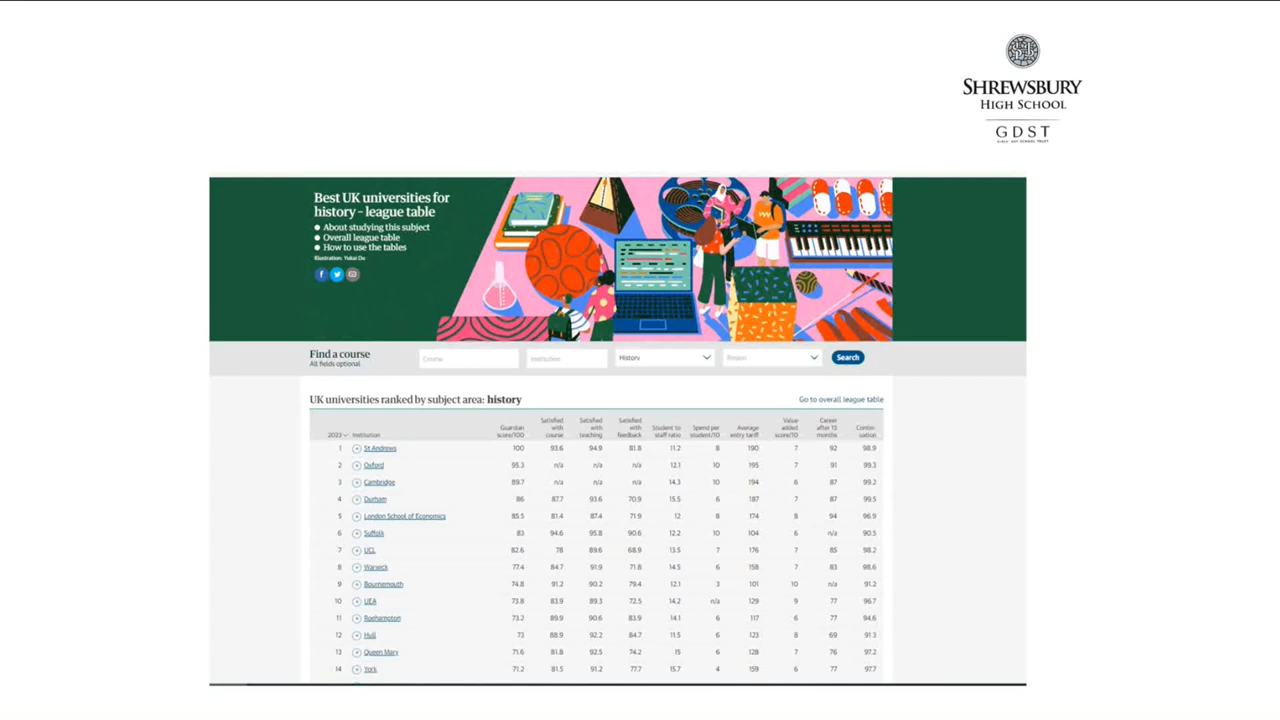 SHREWSBURY
HIGH SCHOOL
GDST
GIRLS' DAY SCHOOL TRUST
Best UK universities for
history – league table
About studying this subject
Overall league table
How to use the tables
Illustration: Yukai Du
Find a course
All fields optional
Course
Institution
History
Region
Search
UK universities ranked by subject area: history
Go to overall league table
2023 Institution Guardian score/100 Satisfied with course Satisfied with teaching Satisfied with feedback Student to staff ratio Spend per student/10 Average entry tariff Value added score/10 Career after 15 months Contin-uation
1 St Andrews 100 93.6 94.9 81.8 11.2 8 190 7 92 98.9
2 Oxford 95.3 n/a n/a n/a 12.1 10 195 7 91 99.3
3 Cambridge 89.7 n/a n/a n/a 14.3 10 194 6 87 99.2
4 Durham 86 87.7 93.6 70.9 15.5 6 187 7 87 99.5
5 London School of Economics 85.5 81.4 87.4 71.9 12 8 174 8 94 96.9
6 Suffolk 83 94.6 95.8 90.6 12.2 10 104 6 n/a 90.5
7 UCL 82.6 78 89.6 68.9 13.5 7 176 7 85 98.2
8 Warwick 77.4 84.7 91.9 71.8 14.5 6 158 7 83 98.6
9 Bournemouth 74.8 91.2 90.2 79.4 12.1 3 101 10 n/a 91.2
10 UEA 73.8 83.9 89.3 72.5 14.2 n/a 129 9 77 96.7
11 Roehampton 73.2 89.9 90.6 83.9 14.1 6 117 6 77 94.6
12 Hull 73 88.9 92.2 84.7 11.5 6 123 8 69 91.3
13 Queen Mary 71.6 81.8 92.5 74.2 15 6 128 7 76 97.2
14 York 71.2 81.5 91.2 77.7 15.7 4 159 6 77 97.7